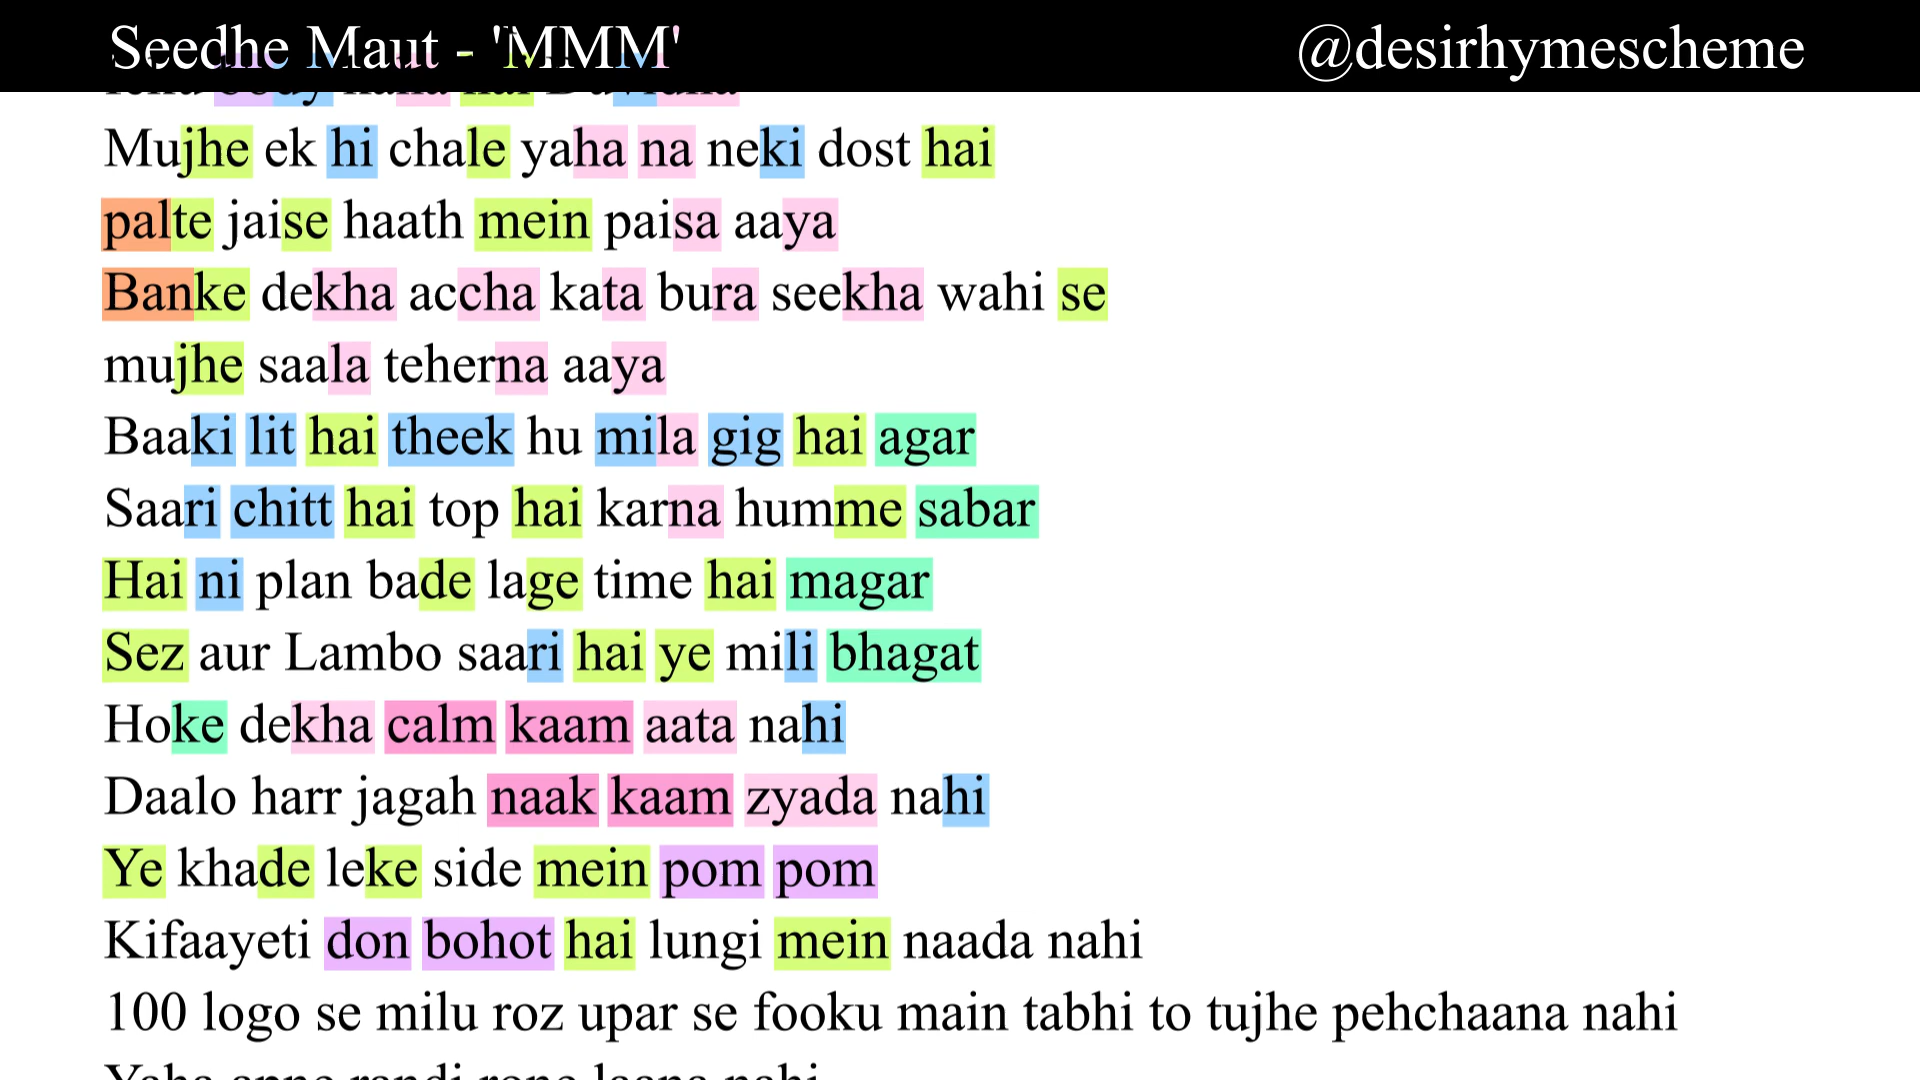 Seedhe Maut - 'MMM'
@desirhymescheme
Mujhe ek hi chale yaha na neki dost hai
palte jaise haath mein paisa aaya
Banke dekha accha kata bura seekha wahi se
mujhe saala teherna aaya
Baaki lit hai theek hu mila gig hai agar
Saari chitt hai top hai karna humme sabar
Hai ni plan bade lage time hai magar
Sez aur Lambo saari hai ye mili bhagat
Hoke dekha calm kaam aata nahi
Daalo harr jagah naak kaam zyada nahi
Ye khade leke side mein pom pom
Kifaayeti don bohot hai lungi mein naada nahi
100 logo se milu roz upar se fooku main tabhi to tujhe pehchaana nahi